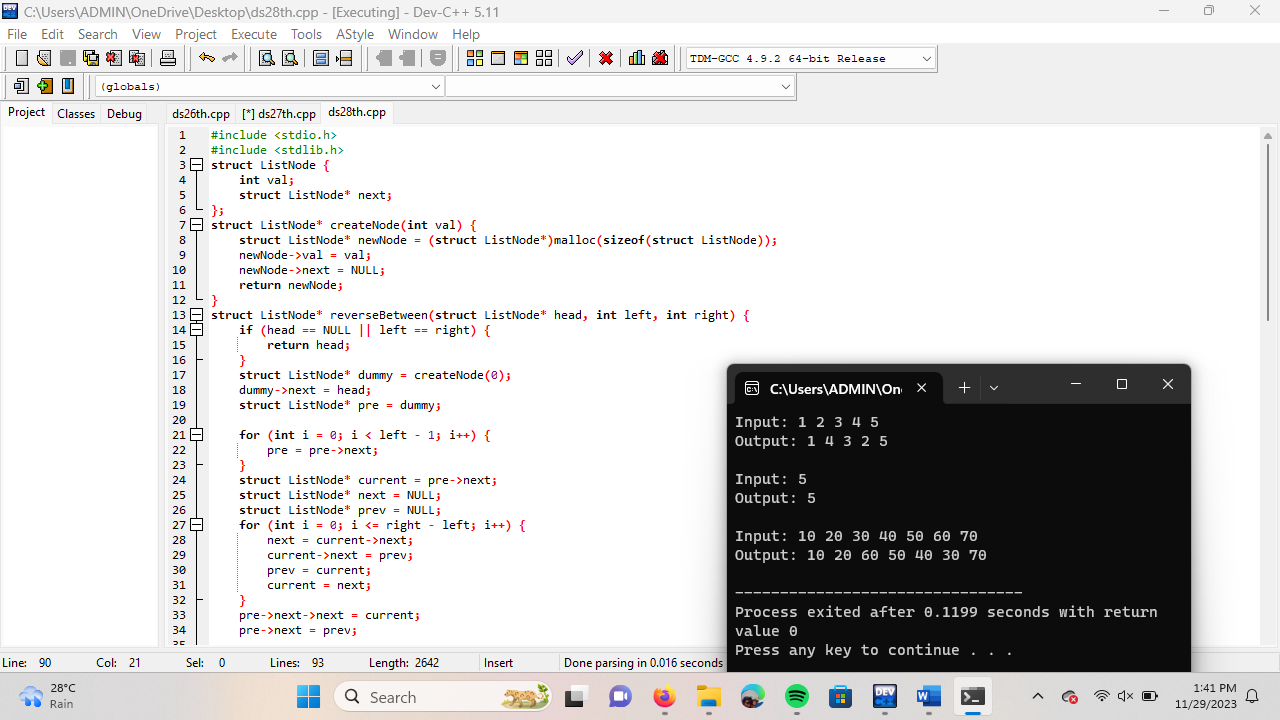 C:\Users\ADMIN\OneDrive\Desktop\ds28th.cpp - [Executing] - Dev-C++ 5.11
File Edit Search View Project Execute Tools AStyle Window Help
TDM-GCC 4.9.2 64-bit Release
(globals)
Project Classes Debug ds26th.cpp [*] ds27th.cpp ds28th.cpp
1 #include <stdio.h>
2 #include <stdlib.h>
3 struct ListNode {
4 int val;
5 struct ListNode* next;
6 };
7 struct ListNode* createNode(int val) {
8 struct ListNode* newNode = (struct ListNode*)malloc(sizeof(struct ListNode));
9 newNode->val = val;
10 newNode->next = NULL;
11 return newNode;
12 }
13 struct ListNode* reverseBetween(struct ListNode* head, int left, int right) {
14 if (head == NULL || left == right) {
15 return head;
16 }
17 struct ListNode* dummy = createNode(0);
18 dummy->next = head;
19 struct ListNode* pre = dummy;
20
21 for (int i = 0; i < left - 1; i++) {
22 pre = pre->next;
23 }
24 struct ListNode* current = pre->next;
25 struct ListNode* next = NULL;
26 struct ListNode* prev = NULL;
27 for (int i = 0; i <= right - left; i++) {
28 next = current->next;
29 current->next = prev;
30 prev = current;
31 current = next;
32 }
33 pre->next->next = current;
34 pre->next = prev;
35
C:\Users\ADMIN\On
Input: 1 2 3 4 5
Output: 1 4 3 2 5
Input: 5
Output: 5
Input: 10 20 30 40 50 60 70
Output: 10 20 60 50 40 30 70
--------------------------------
Process exited after 0.1199 seconds with return
value 0
Press any key to continue . . .
Line: 90 Col: 21 Sel: 0 Lines: 93 Length: 2642 Insert Done parsing in 0.016 seconds
28°C
Rain
Search
DEV
1:41 PM
11/29/2023